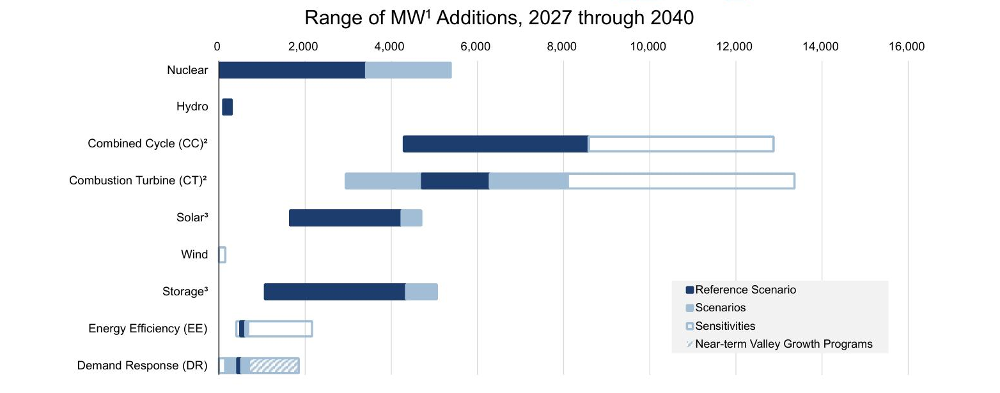 Range of MW¹ Additions, 2027 through 2040
0 2,000 4,000 6,000 8,000 10,000 12,000 14,000 16,000
Nuclear
Hydro
Combined Cycle (CC)²
Combustion Turbine (CT)²
Solar³
Wind
Storage³
Energy Efficiency (EE)
Demand Response (DR)
Reference Scenario
Scenarios
Sensitivities
Near-term Valley Growth Programs